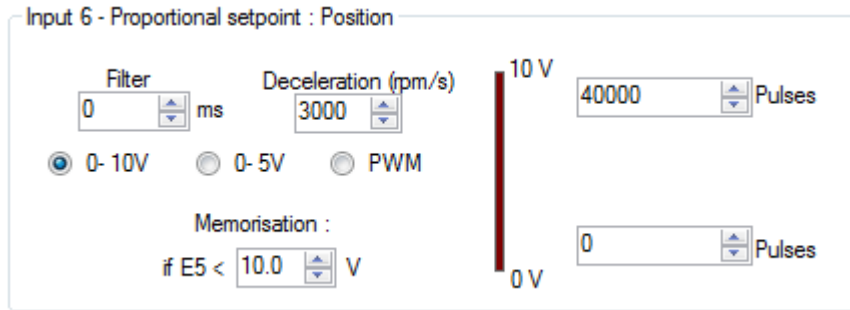 Input 6 - Proportional setpoint : Position
Filter
Deceleration (rpm/s)
10 V
0 ms
3000
40000 Pulses
0- 10V
0- 5V
PWM
Memorisation :
if E5 < 10.0 V
0 Pulses
0 V